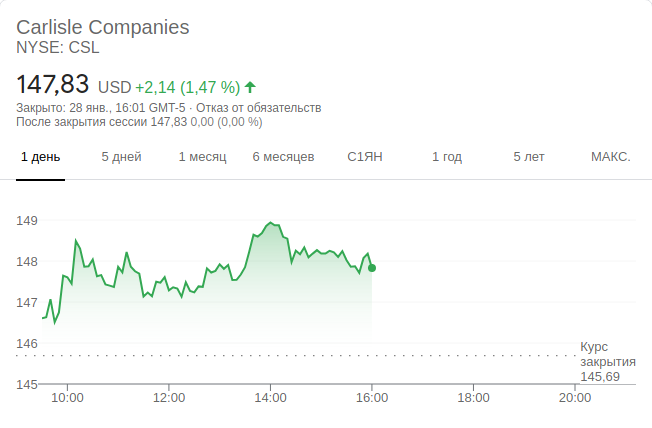 Carlisle Companies
NYSE: CSL
147,83 USD +2,14 (1,47 %)
Закрыто: 28 янв., 16:01 GMT-5 · Отказ от обязательств
После закрытия сессии 147,83 0,00 (0,00 %)
1 день 5 дней 1 месяц 6 месяцев С1ЯН 1 год 5 лет МАКС.
149
148
147
146
Курс
закрытия
145,69
145
10:00 12:00 14:00 16:00 18:00 20:00